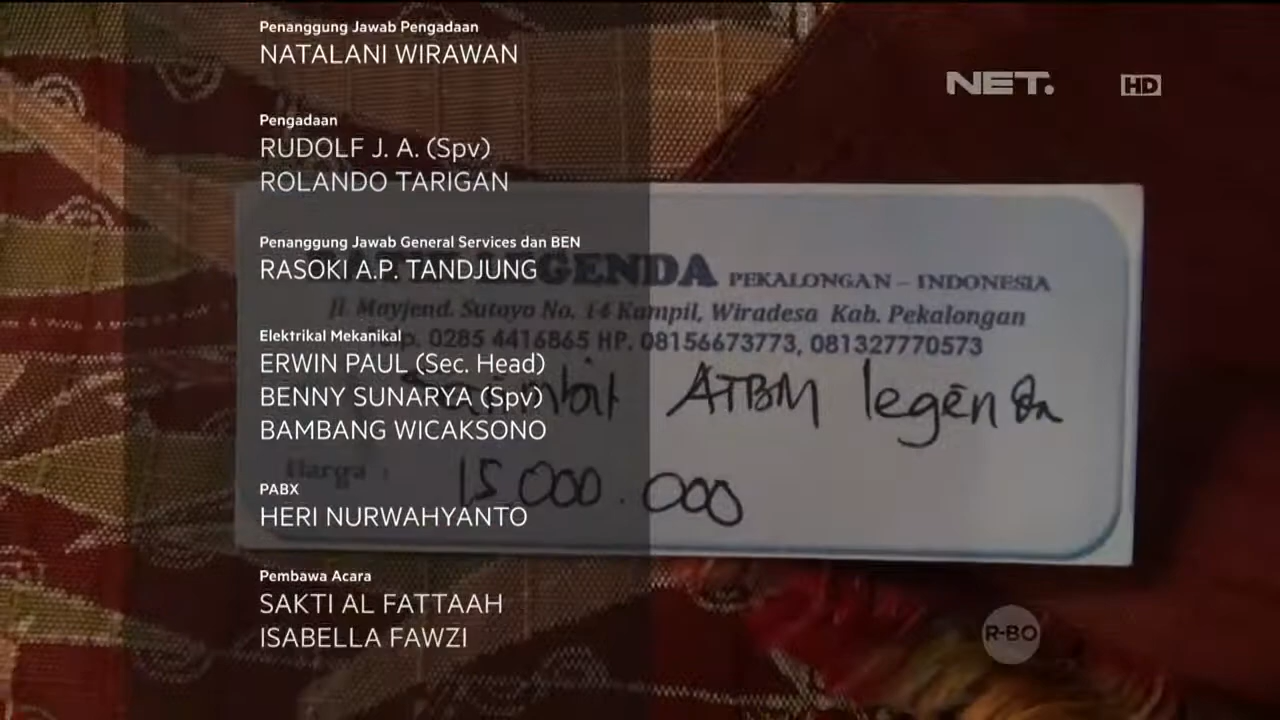 Penanggung Jawab Pengadaan
NATALANI WIRAWAN
NET.
HD
Pengadaan
RUDOLF J. A. (Spv)
ROLANDO TARIGAN
Penanggung Jawab General Services dan BEN
RASOKI A.P. TANDJUNG
Elektrikal Mekanikal
ERWIN PAUL (Sec. Head)
BENNY SUNARYA (Spv)
BAMBANG WICAKSONO
PABX
HERI NURWAHYANTO
Pembawa Acara
SAKTI AL FATTAAH
ISABELLA FAWZI
PEKALONGAN - INDONESIA
Jl. Mayjend. Sutoyo No. 14 Kampil, Wiradesa Kab. Pekalongan
0285 4416865 HP. 08156673773, 081327770573
ATBM legenda
Harga :
15.000.000
R-BO